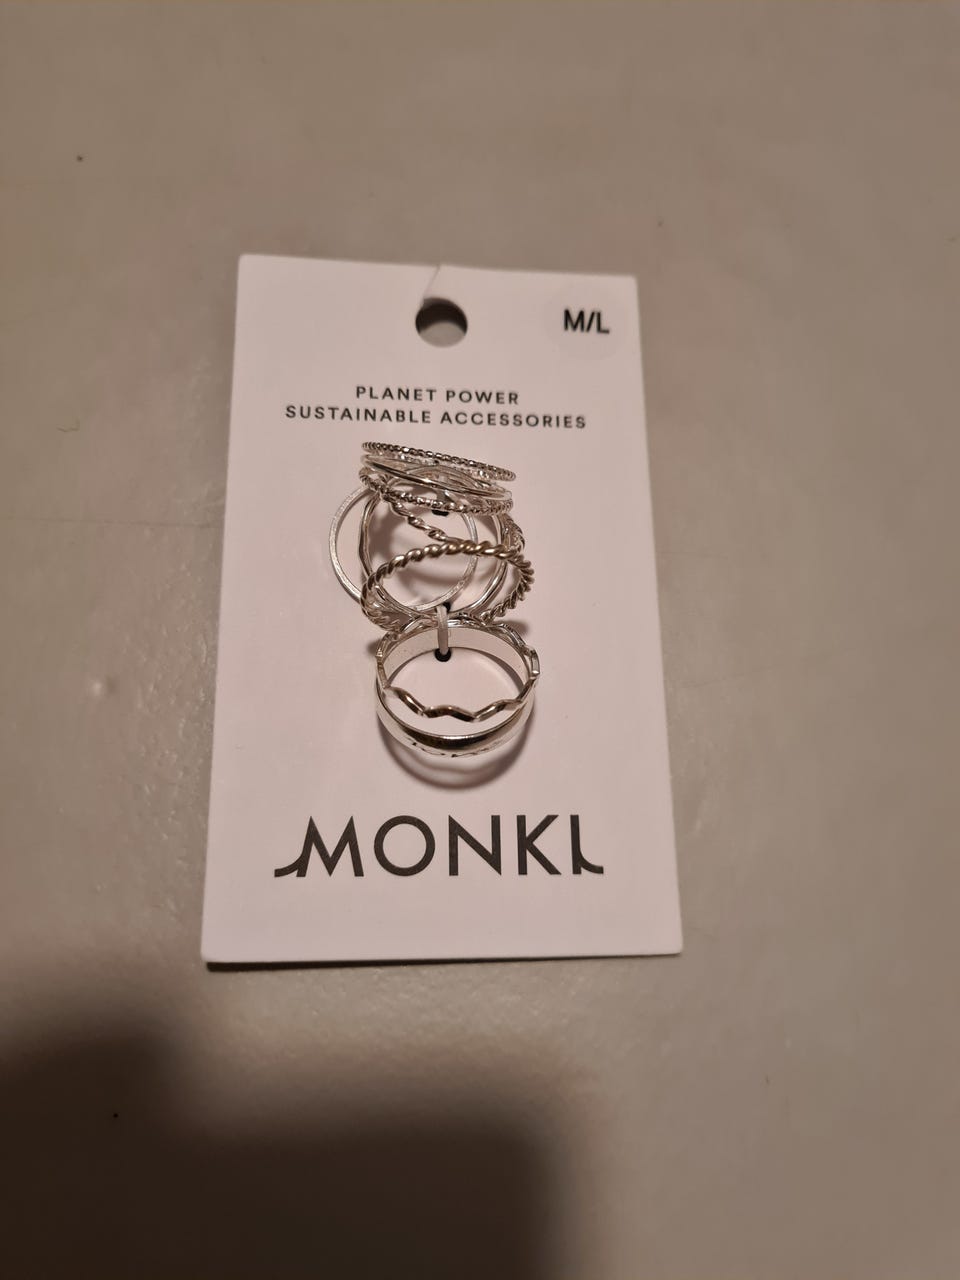 M/L
PLANET POWER
SUSTAINABLE ACCESSORIES
MONKI